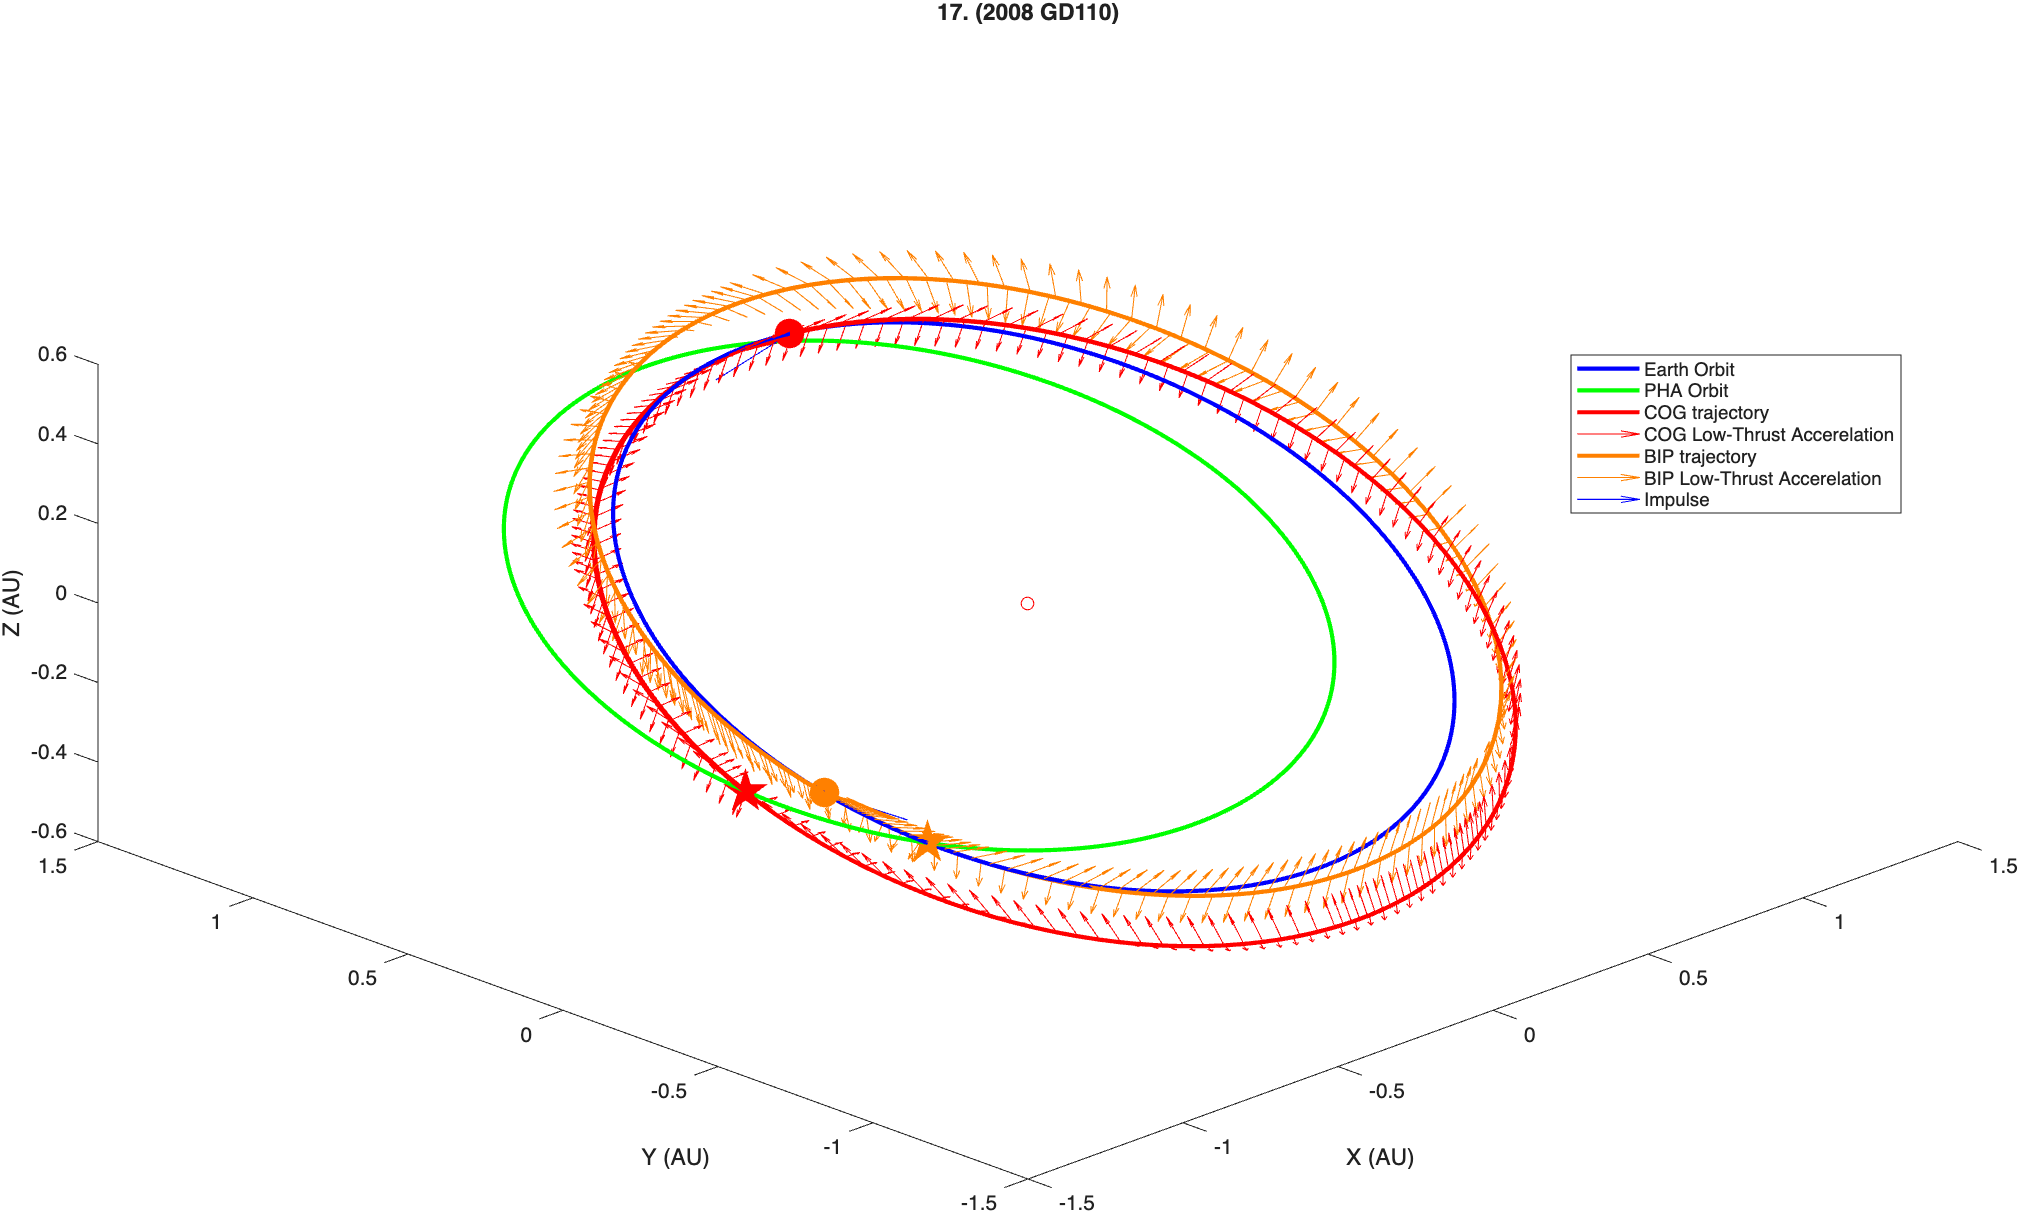 17. (2008 GD110)
Earth Orbit
PHA Orbit
COG trajectory
COG Low-Thrust Accerelation
BIP trajectory
BIP Low-Thrust Accerelation
Impulse
0.6
0.4
0.2
0
-0.2
-0.4
-0.6
Z (AU)
1.5
1
0.5
0
-0.5
-1
-1.5
Y (AU)
-1.5
-1
-0.5
0
0.5
1
1.5
X (AU)